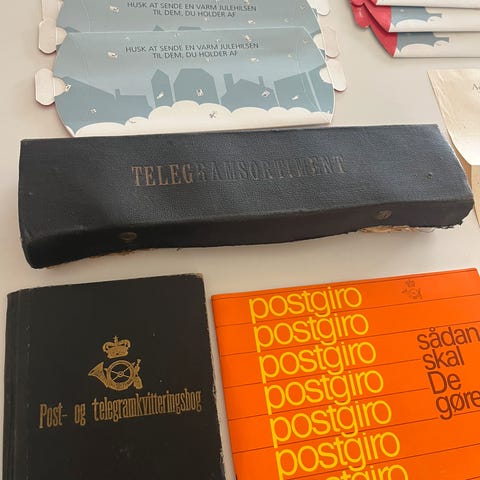 HUSK AT SENDE EN VARM JULEHILSEN
TIL DEM, DU HOLDER AF
HUSK AT SENDE EN VARM JULEHILSEN
TIL DEM, DU HOLDER AF
TELEGRAMSORTIMENT
Post- og telegramkvitteringsbog
postgiro
postgiro
postgiro
postgiro
postgiro
postgiro
postgiro
sådan
skal
De
gøre